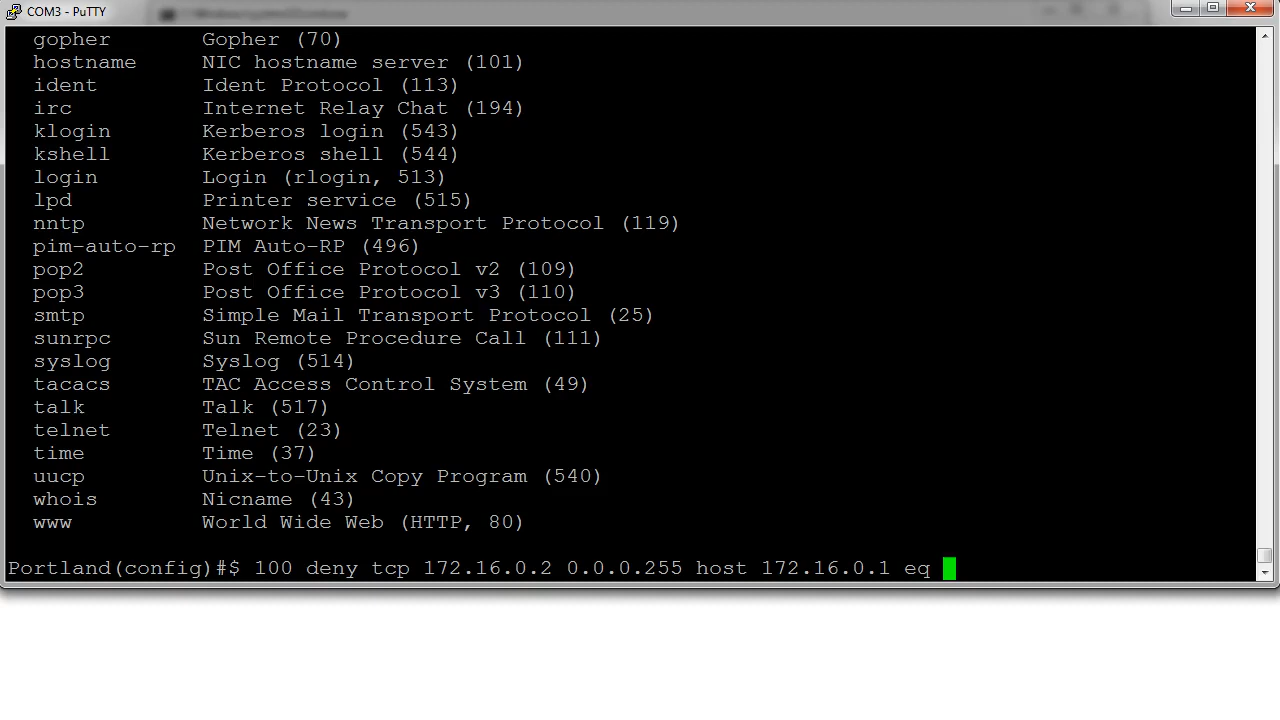 COM3 - PuTTY
gopher Gopher (70)
hostname NIC hostname server (101)
ident Ident Protocol (113)
irc Internet Relay Chat (194)
klogin Kerberos login (543)
kshell Kerberos shell (544)
login Login (rlogin, 513)
lpd Printer service (515)
nntp Network News Transport Protocol (119)
pim-auto-rp PIM Auto-RP (496)
pop2 Post Office Protocol v2 (109)
pop3 Post Office Protocol v3 (110)
smtp Simple Mail Transport Protocol (25)
sunrpc Sun Remote Procedure Call (111)
syslog Syslog (514)
tacacs TAC Access Control System (49)
talk Talk (517)
telnet Telnet (23)
time Time (37)
uucp Unix-to-Unix Copy Program (540)
whois Nicname (43)
www World Wide Web (HTTP, 80)
Portland(config)#$ 100 deny tcp 172.16.0.2 0.0.0.255 host 172.16.0.1 eq